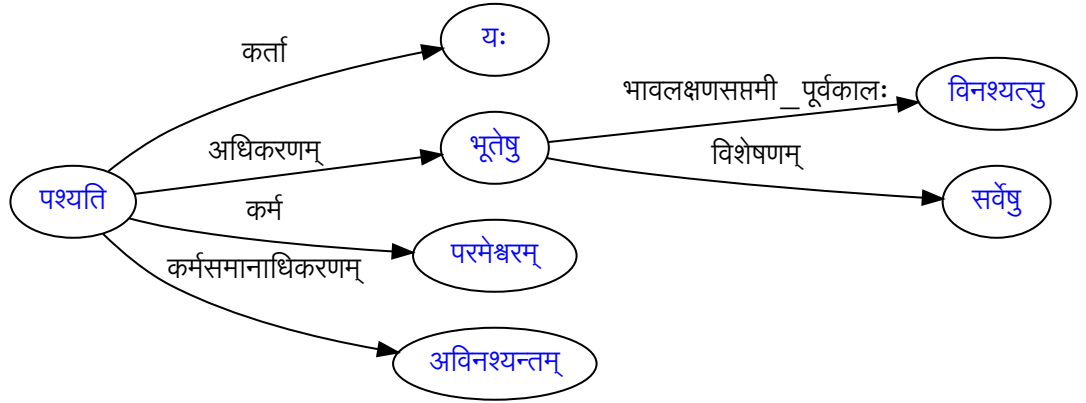 यः
कर्ता
भावलक्षणसप्तमी_पूर्वकालः
विनश्यत्सु
अधिकरणम्
भूतेषु
विशेषणम्
पश्यति
सर्वेषु
कर्म
परमेश्वरम्
कर्मसमानाधिकरणम्
अविनश्यन्तम्